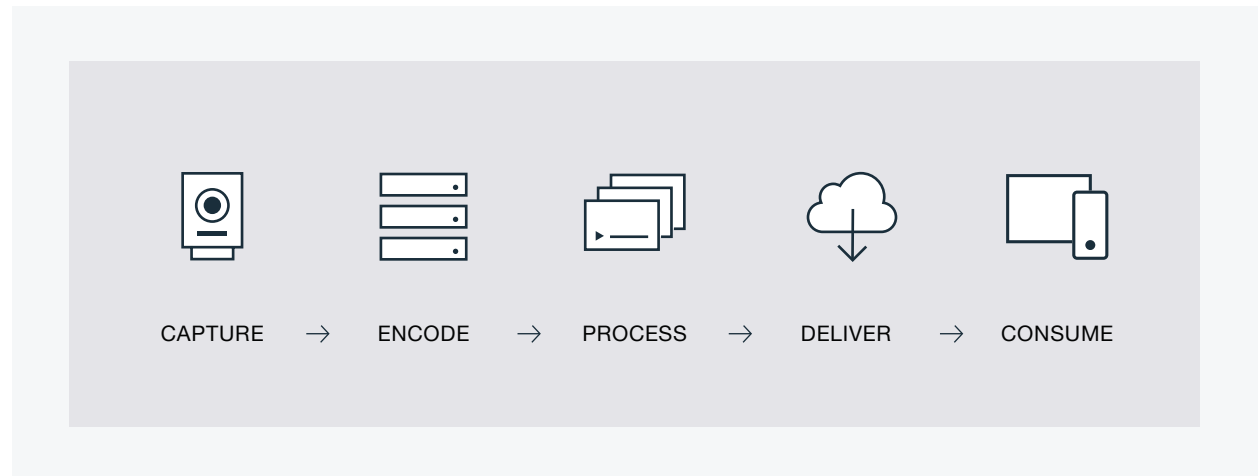 CAPTURE → ENCODE → PROCESS → DELIVER → CONSUME